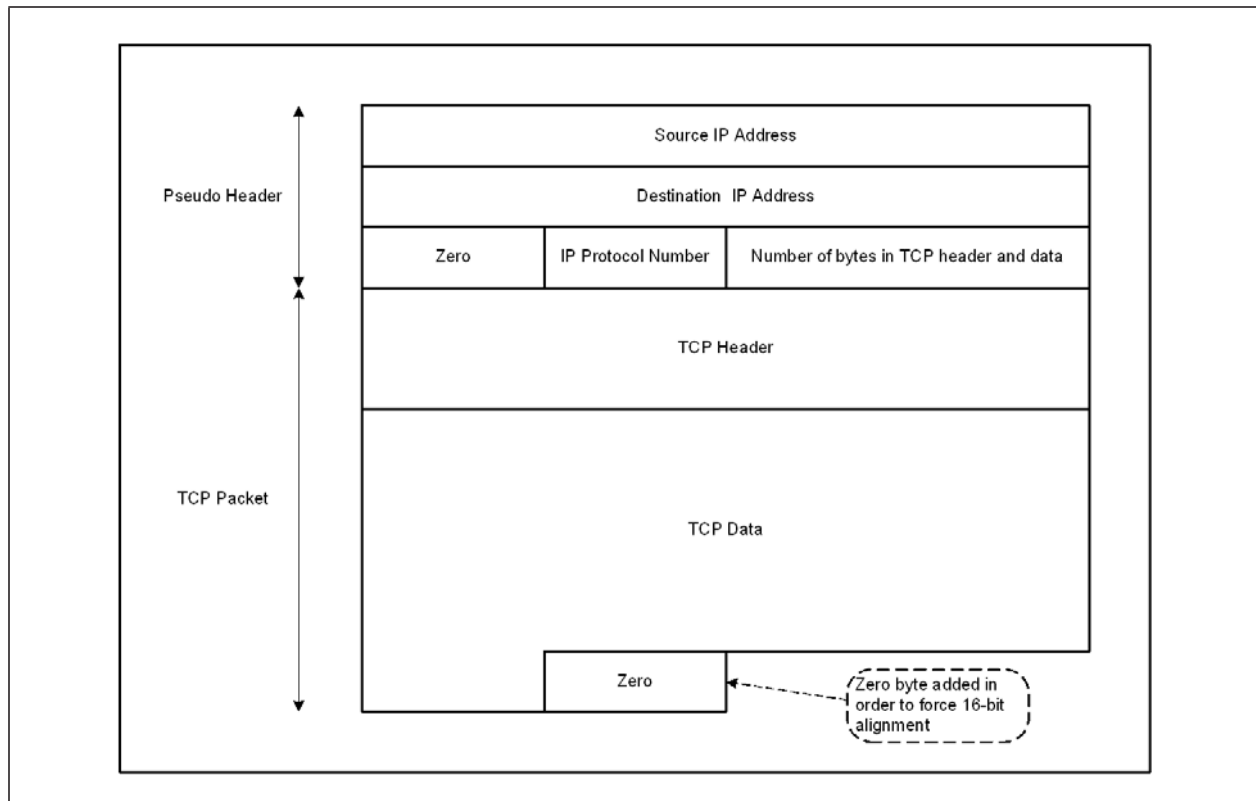 Source IP Address
Pseudo Header
Destination IP Address
Zero
IP Protocol Number
Number of bytes in TCP header and data
TCP Header
TCP Packet
TCP Data
Zero
Zero byte added in
order to force 16-bit
alignment